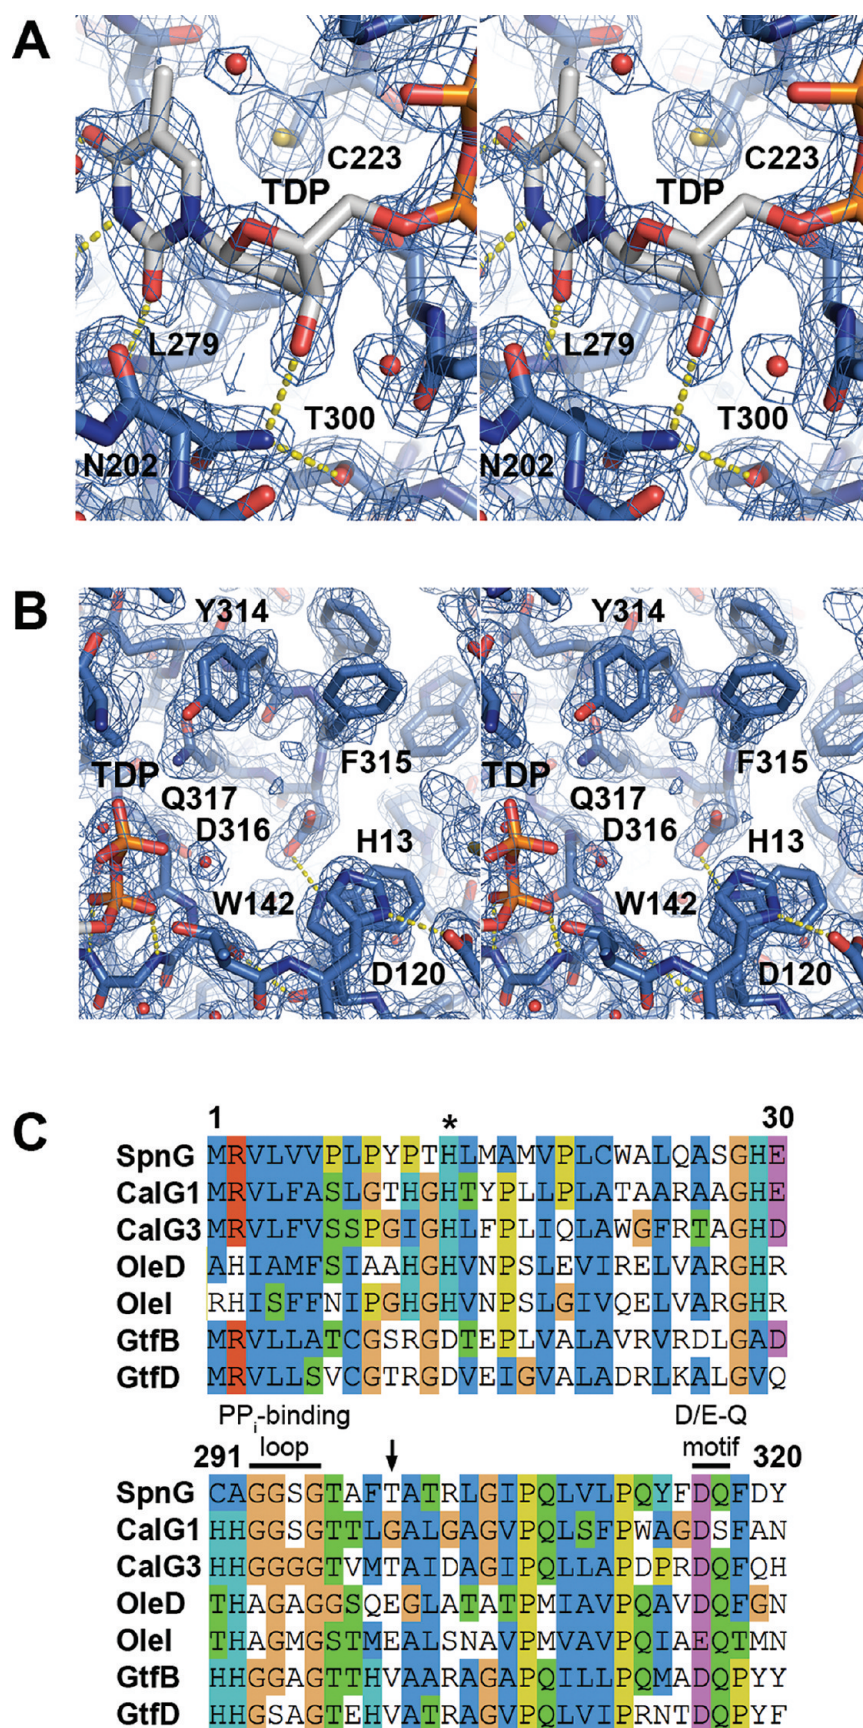 A
C223
C223
TDP
TDP
L279
L279
T300
T300
N202
N202
B
Y314
Y314
F315
F315
TDP
TDP
Q317
Q317
D316
D316
H13
H13
W142
W142
D120
D120
C
1 * 30
SpnG MRVLVVPLPYPTHLMAMVPLCWALQASGHE
CalG1 MRVLFASLGTHGHTYPLLPLATAARAAGHE
CalG3 MRVLFVSSPGIGHLFPLIQLAWGFRTAGHD
OleD AHIAMFSIAAHGHVNPSLEVIRELVARGHR
OleI RHISFFNIPGHGHVNPSLGIVQELVARGHR
GtfB MRVLLATCGSRGDTEPLVALAVRVRDLGAD
GtfD MRVLLSVCGTRGDVEIGVALADRLKALGVQ
PPi-binding D/E-Q
291 loop ↓ motif 320
SpnG CAGGSGTAFTATRLGIPQLVLPQYFDQFDY
CalG1 HHGGSGTTLGALGAGVPQLSFPWAGDSFAN
CalG3 HHGGGGTVMTAIDAGIPQLLAPDPRDQFQH
OleD THAGAGGSQEGLATATPMIAVPQAVDQFGN
OleI THAGMGSTMEALSNAVPMVAVPQIAEQTMN
GtfB HHGGAGTTHVAARAGAPQILLPQMADQPYY
GtfD HHGSAGTEHVATRAGVPQLVIPRNTDQPYF